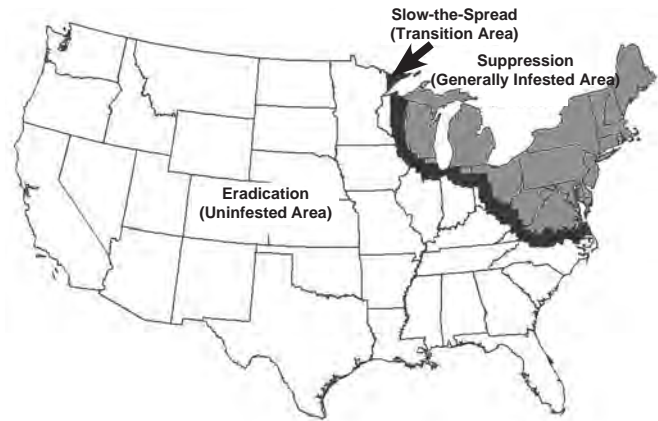 Slow-the-Spread
(Transition Area)
Suppression
(Generally Infested Area)
Eradication
(Uninfested Area)